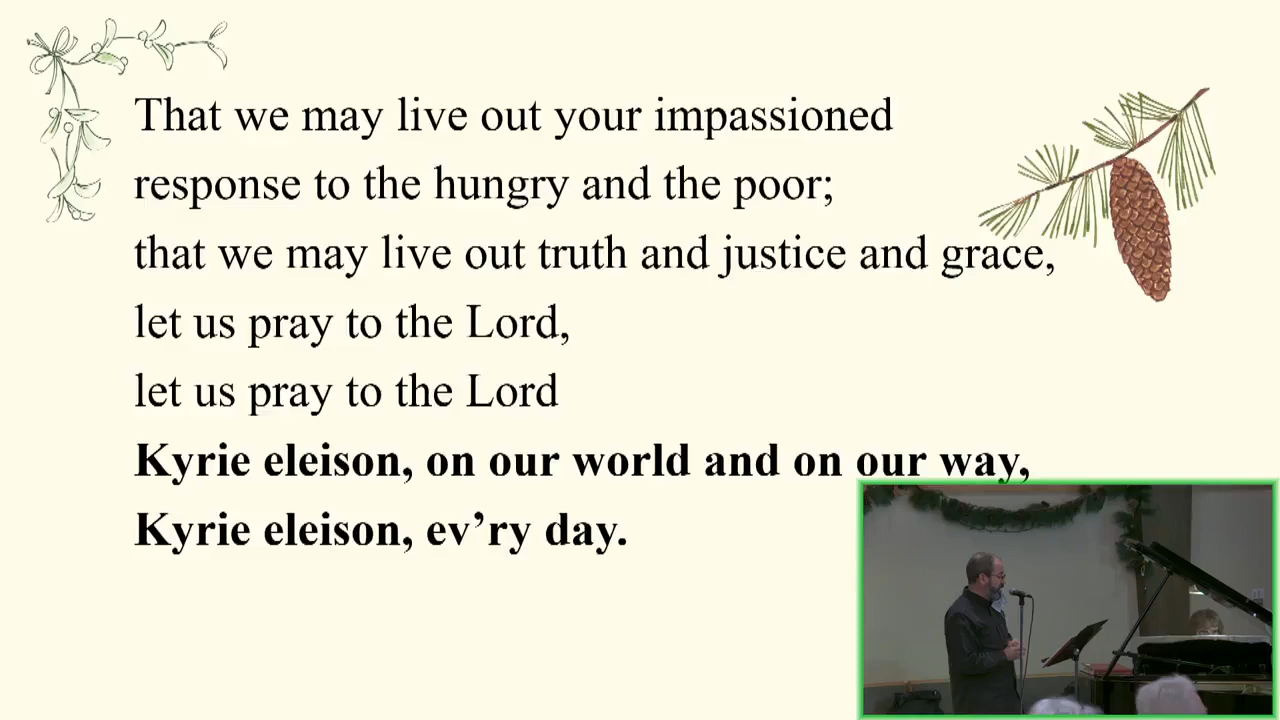 That we may live out your impassioned
response to the hungry and the poor;
that we may live out truth and justice and grace,
let us pray to the Lord,
let us pray to the Lord
Kyrie eleison, on our world and on our way,
Kyrie eleison, ev’ry day.